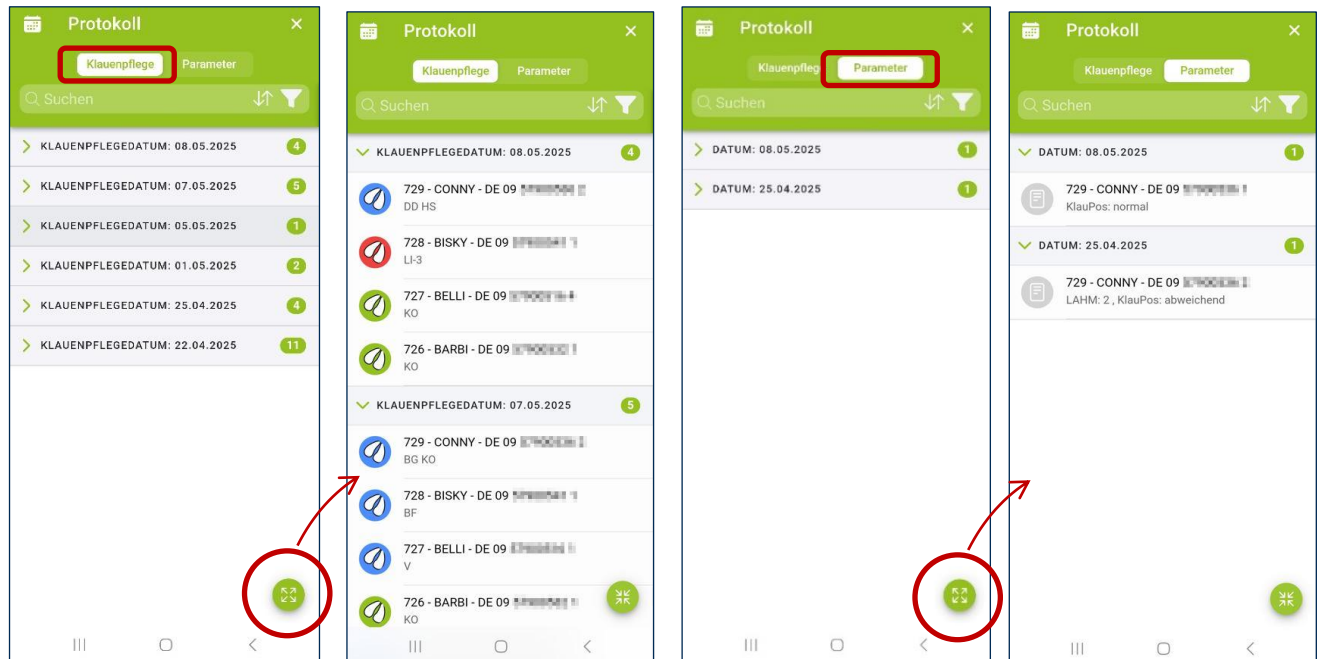 Protokoll
Klauenpflege Parameter
Suchen
KLAUENPFLEGEDATUM: 08.05.2025 4
KLAUENPFLEGEDATUM: 07.05.2025 5
KLAUENPFLEGEDATUM: 05.05.2025 1
KLAUENPFLEGEDATUM: 01.05.2025 2
KLAUENPFLEGEDATUM: 25.04.2025 4
KLAUENPFLEGEDATUM: 22.04.2025 11
Protokoll
Klauenpflege Parameter
Suchen
KLAUENPFLEGEDATUM: 08.05.2025 4
729 - CONNY - DE 09
DD HS
728 - BISKY - DE 09
LI-3
727 - BELLI - DE 09
KO
726 - BARBI - DE 09
KO
KLAUENPFLEGEDATUM: 07.05.2025 5
729 - CONNY - DE 09
BG KO
728 - BISKY - DE 09
BF
727 - BELLI - DE 09
V
726 - BARBI - DE 09
KO
Protokoll
Klauenpfleg Parameter
Suchen
DATUM: 08.05.2025 1
DATUM: 25.04.2025 1
Protokoll
Klauenpflege Parameter
Suchen
DATUM: 08.05.2025 1
729 - CONNY - DE 09
KlauPos: normal
DATUM: 25.04.2025 1
729 - CONNY - DE 09
LAHM: 2 , KlauPos: abweichend